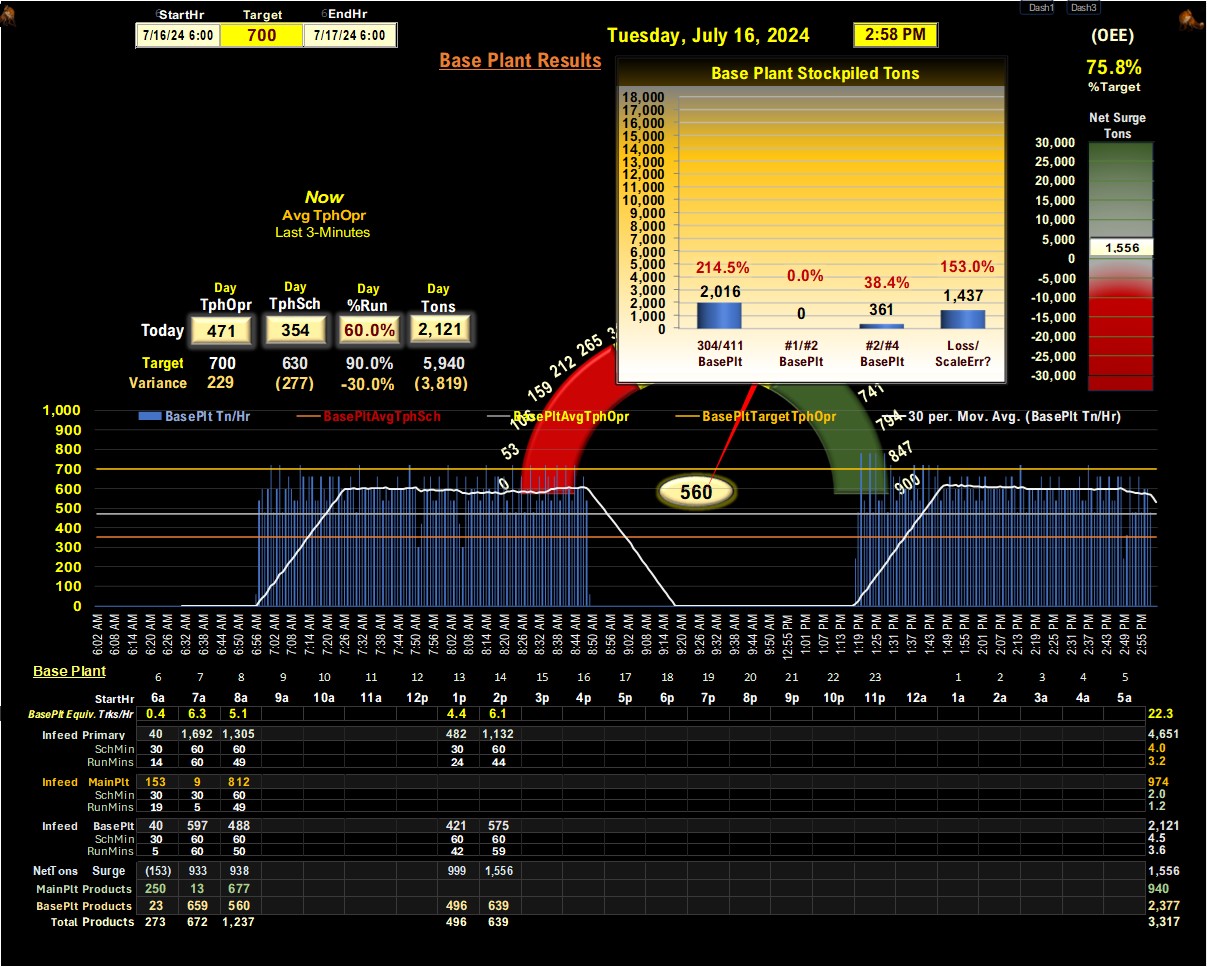 StartHr Target 6EndHr
7/16/24 6:00 700 7/17/24 6:00
Dash1 Dash3
Tuesday, July 16, 2024 2:58 PM
(OEE)
75.8%
%Target
Base Plant Results
Base Plant Stockpiled Tons
18,000
17,000
16,000
15,000
14,000
13,000
12,000
11,000
10,000
9,000
8,000
7,000
6,000
5,000
4,000
3,000
2,000
1,000
0
214.5% 0.0% 38.4% 153.0%
2,016 0 361 1,437
304/411 #1/#2 #2/#4 Loss/
BasePlt BasePlt BasePlt ScaleErr?
Net Surge
Tons
30,000
25,000
20,000
15,000
10,000
5,000
0
-5,000
-10,000
-15,000
-20,000
-25,000
-30,000
1,556
Now
Avg TphOpr
Last 3-Minutes
Day Day Day Day
TphOpr TphSch %Run Tons
Today 471 354 60.0% 2,121
Target 700 630 90.0% 5,940
Variance 229 (277) -30.0% (3,819)
0 53 106 159 212 265 741 794 847 900
560
BasePlt Tn/Hr BasePltAvgTphSch BasePltAvgTphOpr BasePltTargetTphOpr 30 per. Mov. Avg. (BasePlt Tn/Hr)
1,000
900
800
700
600
500
400
300
200
100
0
6:02 AM 6:08 AM 6:14 AM 6:20 AM 6:26 AM 6:32 AM 6:38 AM 6:44 AM 6:50 AM 6:56 AM 7:02 AM 7:08 AM 7:14 AM 7:20 AM 7:26 AM 7:32 AM 7:38 AM 7:44 AM 7:50 AM 7:56 AM 8:02 AM 8:08 AM 8:14 AM 8:20 AM 8:26 AM 8:32 AM 8:38 AM 8:44 AM 8:50 AM 9:02 AM 9:08 AM 9:14 AM 9:20 AM 9:26 AM 9:32 AM 9:38 AM 9:44 AM 9:50 AM 12:55 PM 1:01 PM 1:07 PM 1:13 PM 1:19 PM 1:25 PM 1:31 PM 1:37 PM 1:43 PM 1:49 PM 1:55 PM 2:01 PM 2:07 PM 2:13 PM 2:19 PM 2:25 PM 2:31 PM 2:37 PM 2:43 PM 2:49 PM 2:55 PM
Base Plant 6 7 8 9 10 11 12 13 14 15 16 17 18 19 20 21 22 23 1 2 3 4 5
StartHr 6a 7a 8a 9a 10a 11a 12p 1p 2p 3p 4p 5p 6p 7p 8p 9p 10p 11p 12a 1a 2a 3a 4a 5a
BasePlt Equiv. Trks/Hr 0.4 6.3 5.1 4.4 6.1 22.3
Infeed Primary 40 1,692 1,305 482 1,132 4,651
SchMin 30 60 60 30 60 4.0
RunMins 14 60 49 24 44 3.2
Infeed MainPlt 153 9 812 974
SchMin 30 30 60 2.0
RunMins 19 5 49 1.2
Infeed BasePlt 40 597 488 421 575 2,121
SchMin 30 60 60 60 60 4.5
RunMins 5 60 50 42 59 3.6
NetTons Surge (153) 933 938 999 1,556 1,556
MainPlt Products 250 13 677 940
BasePlt Products 23 659 560 496 639 2,377
Total Products 273 672 1,237 496 639 3,317